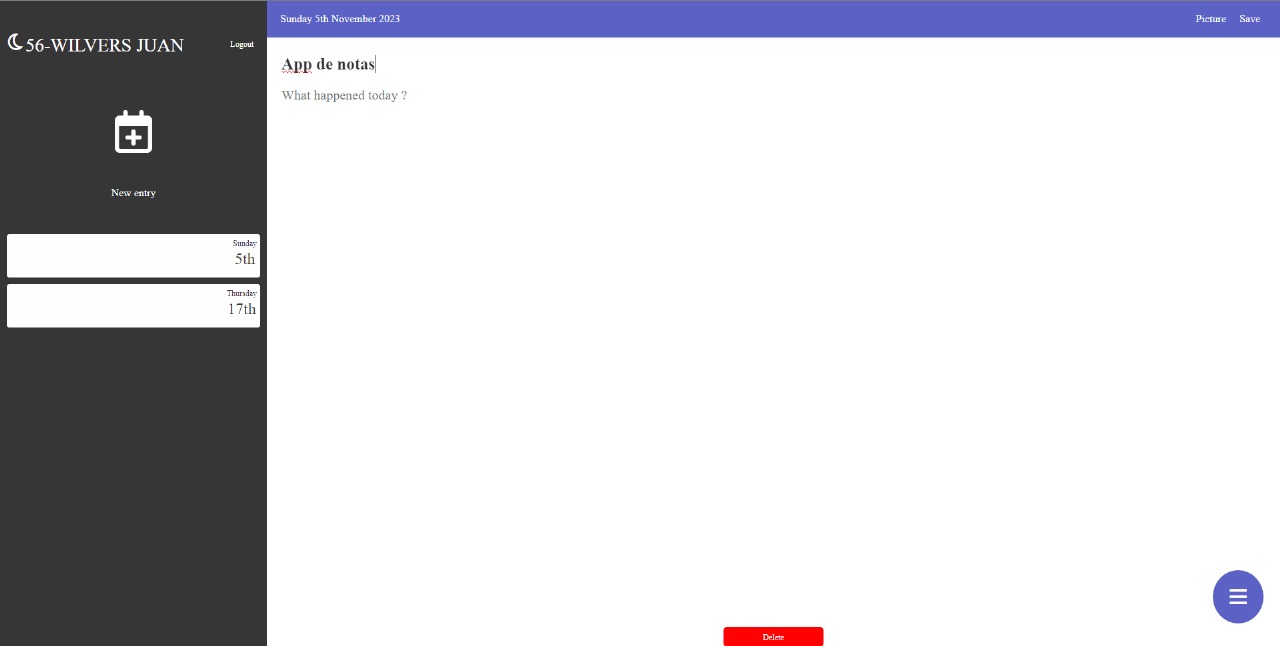 56-WILVERS JUAN
Logout
New entry
Sunday
5th
Thursday
17th
Sunday 5th November 2023
Picture
Save
App de notas
What happened today ?
Delete